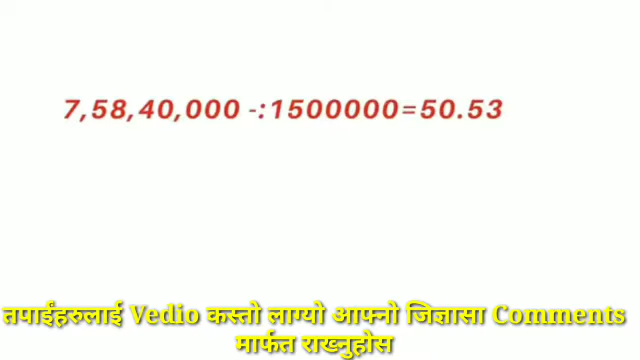 7,58,40,000 -:1500000=50.53
तपाईंहरुलाई Vedio कस्तो लाग्यो आफ्नो जिज्ञासा Comments
मार्फत राख्नुहोस